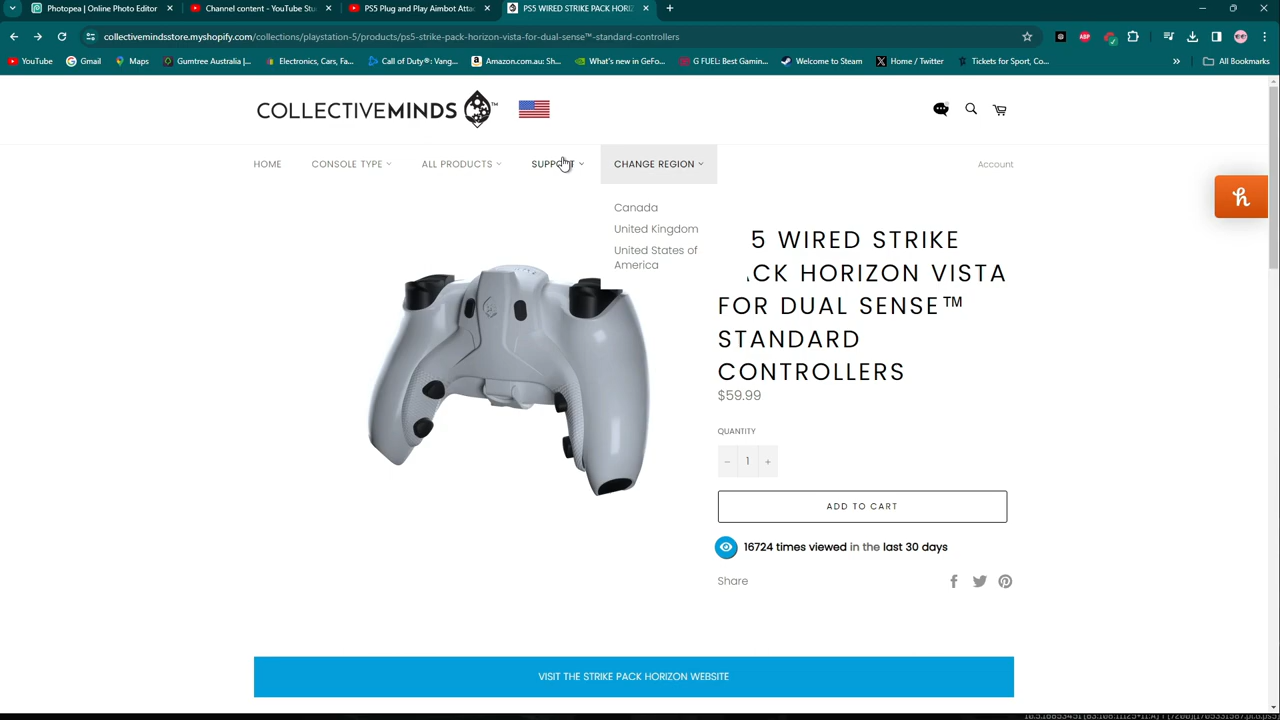 Photopea | Online Photo Editor
Channel content - YouTube Stu
PS5 Plug and Play Aimbot Attac
PS5 WIRED STRIKE PACK HORIZ
collectivemindsstore.myshopify.com/collections/playstation-5/products/ps5-strike-pack-horizon-vista-for-dual-sense™-standard-controllers
YouTube
Gmail
Maps
Gumtree Australia |...
Electronics, Cars, Fa...
Call of Duty®: Vang...
Amazon.com.au: Sh...
What's new in GeFo...
G FUEL: Best Gamin...
Welcome to Steam
Home / Twitter
Tickets for Sport, Co...
All Bookmarks
COLLECTIVEMINDS™
HOME
CONSOLE TYPE
ALL PRODUCTS
SUPPORT
CHANGE REGION
Account
Canada
United Kingdom
United States of
America
5 WIRED STRIKE
ACK HORIZON VISTA
FOR DUAL SENSE™
STANDARD
CONTROLLERS
$59.99
QUANTITY
− 1 +
ADD TO CART
16724 times viewed in the last 30 days
Share
VISIT THE STRIKE PACK HORIZON WEBSITE